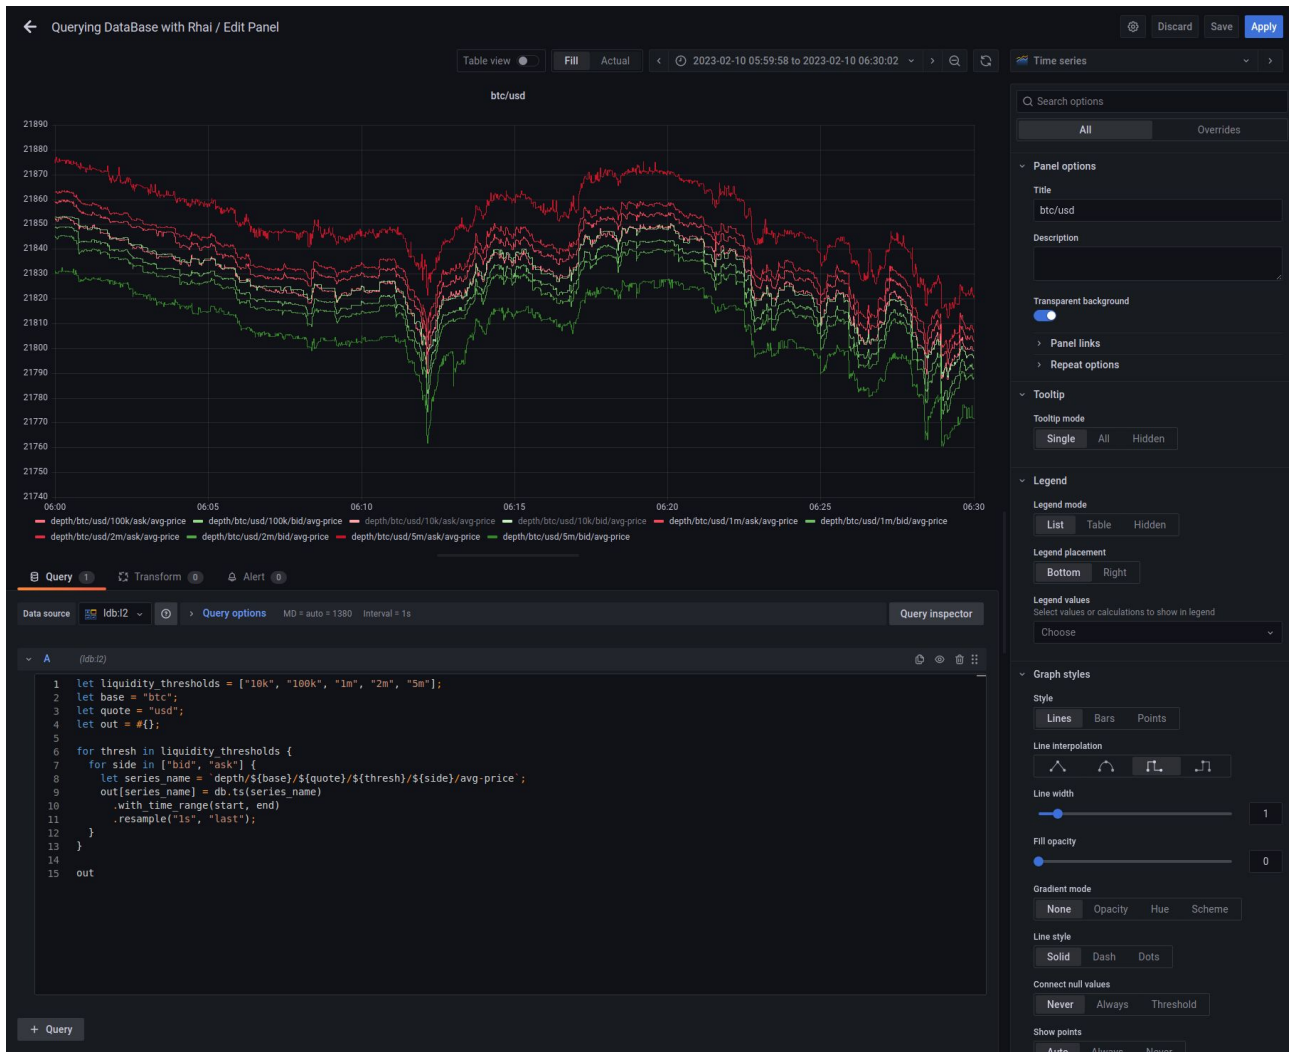 Querying DataBase with Rhai / Edit Panel
Discard Save Apply
Table view Fill Actual 2023-02-10 05:59:58 to 2023-02-10 06:30:02
Time series
btc/usd
21890
21880
21870
21860
21850
21840
21830
21820
21810
21800
21790
21780
21770
21760
21750
21740
06:00 06:05 06:10 06:15 06:20 06:25 06:30
depth/btc/usd/100k/ask/avg-price depth/btc/usd/100k/bid/avg-price depth/btc/usd/10k/ask/avg-price depth/btc/usd/10k/bid/avg-price depth/btc/usd/1m/ask/avg-price depth/btc/usd/1m/bid/avg-price
depth/btc/usd/2m/ask/avg-price depth/btc/usd/2m/bid/avg-price depth/btc/usd/5m/ask/avg-price depth/btc/usd/5m/bid/avg-price
Query 1 Transform 0 Alert 0
Data source ldb:l2 Query options MD = auto = 1380 Interval = 1s Query inspector
A (ldb:l2)
1 let liquidity_thresholds = ["10k", "100k", "1m", "2m", "5m"];
2 let base = "btc";
3 let quote = "usd";
4 let out = #{};
5
6 for thresh in liquidity_thresholds {
7 for side in ["bid", "ask"] {
8 let series_name = `depth/${base}/${quote}/${thresh}/${side}/avg-price`;
9 out[series_name] = db.ts(series_name)
10 .with_time_range(start, end)
11 .resample("1s", "last");
12 }
13 }
14
15 out
+ Query
Search options
All Overrides
Panel options
Title
btc/usd
Description
Transparent background
Panel links
Repeat options
Tooltip
Tooltip mode
Single All Hidden
Legend
Legend mode
List Table Hidden
Legend placement
Bottom Right
Legend values
Select values or calculations to show in legend
Choose
Graph styles
Style
Lines Bars Points
Line interpolation
Line width
1
Fill opacity
0
Gradient mode
None Opacity Hue Scheme
Line style
Solid Dash Dots
Connect null values
Never Always Threshold
Show points
Auto Always Never